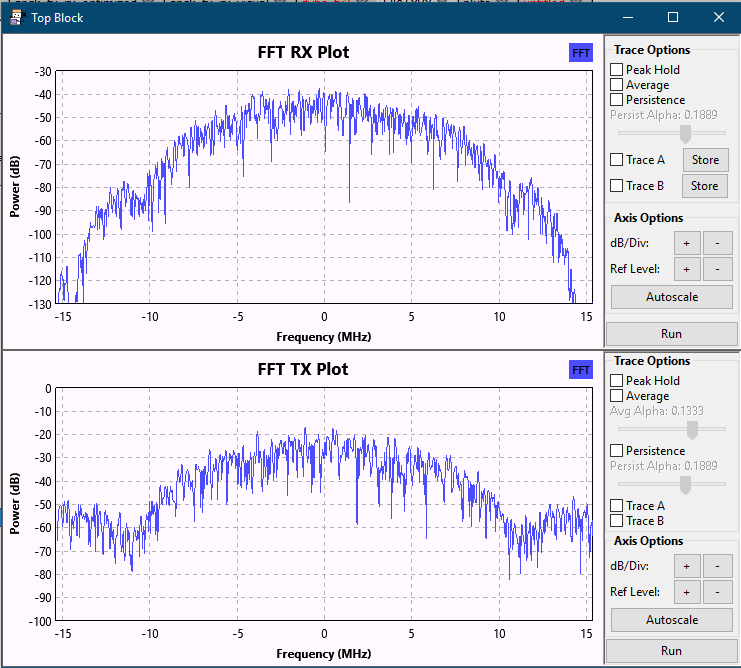 Top Block
FFT RX Plot
FFT
Power (dB)
-30
-40
-50
-60
-70
-80
-90
-100
-110
-120
-130
-15 -10 -5 0 5 10 15
Frequency (MHz)
Trace Options
Peak Hold
Average
Persistence
Persist Alpha: 0.1889
Trace A Store
Trace B Store
Axis Options
dB/Div: + -
Ref Level: + -
Autoscale
Run
FFT TX Plot
FFT
Power (dB)
0
-10
-20
-30
-40
-50
-60
-70
-80
-90
-100
-15 -10 -5 0 5 10 15
Frequency (MHz)
Trace Options
Peak Hold
Average
Avg Alpha: 0.1333
Persistence
Persist Alpha: 0.1889
Trace A
Trace B
Axis Options
dB/Div: + -
Ref Level: + -
Autoscale
Run